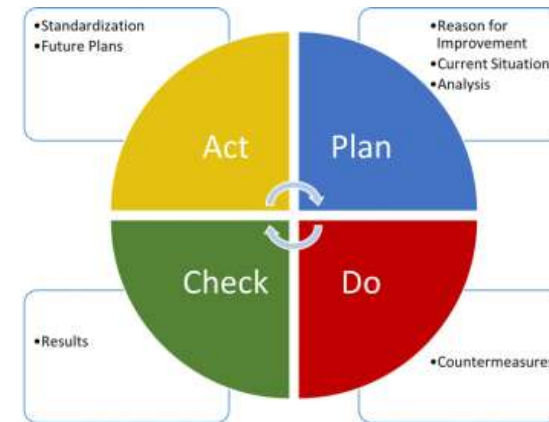 •Standardization
•Future Plans
•Reason for
Improvement
•Current Situation
•Analysis
Act
Plan
Check
Do
•Results
•Countermeasures